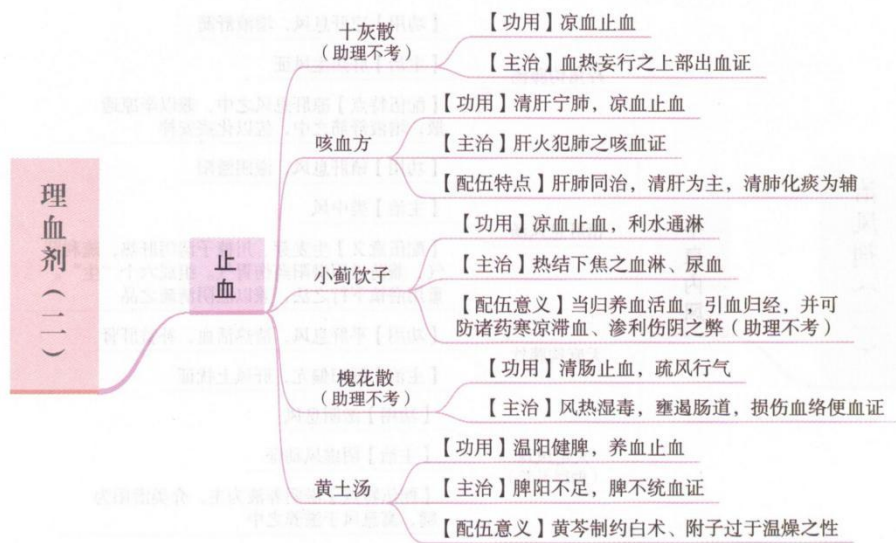 理血剂（二）
止血
十灰散
（助理不考）
【功用】凉血止血
【主治】血热妄行之上部出血证
咳血方
【功用】清肝宁肺，凉血止血
【主治】肝火犯肺之咳血证
【配伍特点】肝肺同治，清肝为主，清肺化痰为辅
小蓟饮子
【功用】凉血止血，利水通淋
【主治】热结下焦之血淋、尿血
【配伍意义】当归养血活血，引血归经，并可
防诸药寒凉滞血、渗利伤阴之弊（助理不考）
槐花散
（助理不考）
【功用】清肠止血，疏风行气
【主治】风热湿毒，壅遏肠道，损伤血络便血证
黄土汤
【功用】温阳健脾，养血止血
【主治】脾阳不足，脾不统血证
【配伍意义】黄芩制约白术、附子过于温燥之性